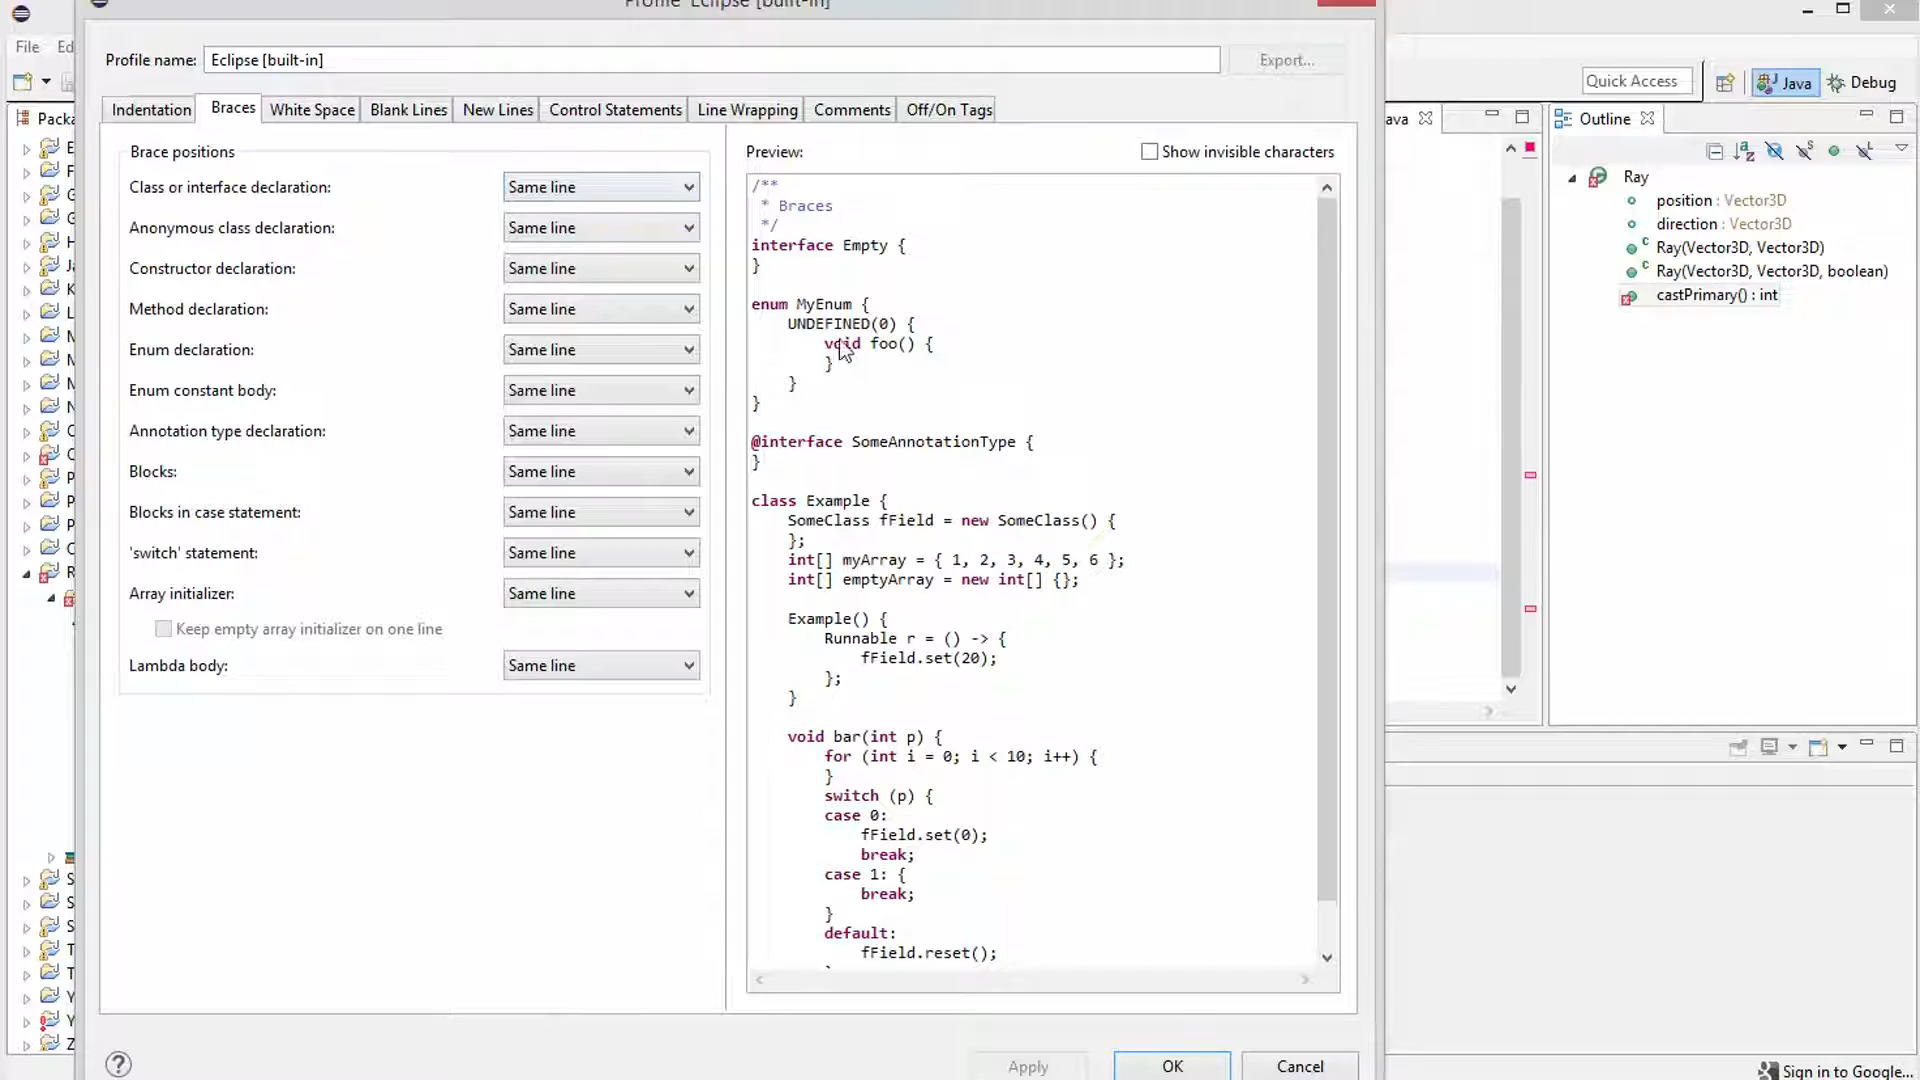 Profile 'Eclipse [built-in]'
File Ed
Profile name: Eclipse [built-in] Export...
Quick Access Java Debug
Indentation Braces White Space Blank Lines New Lines Control Statements Line Wrapping Comments Off/On Tags
Brace positions
Class or interface declaration: Same line
Anonymous class declaration: Same line
Constructor declaration: Same line
Method declaration: Same line
Enum declaration: Same line
Enum constant body: Same line
Annotation type declaration: Same line
Blocks: Same line
Blocks in case statement: Same line
'switch' statement: Same line
Array initializer: Same line
Keep empty array initializer on one line
Lambda body: Same line
Preview: Show invisible characters
/**
 * Braces
 */
interface Empty {
}
enum MyEnum {
UNDEFINED(0) {
void foo() {
}
}
}
@interface SomeAnnotationType {
}
class Example {
SomeClass fField = new SomeClass() {
};
int[] myArray = { 1, 2, 3, 4, 5, 6 };
int[] emptyArray = new int[] {};
Example() {
Runnable r = () -> {
fField.set(20);
};
}
void bar(int p) {
for (int i = 0; i < 10; i++) {
}
switch (p) {
case 0:
fField.set(0);
break;
case 1: {
break;
}
default:
fField.reset();
Apply OK Cancel
Packa
ava
Outline
Ray
position : Vector3D
direction : Vector3D
Ray(Vector3D, Vector3D)
Ray(Vector3D, Vector3D, boolean)
castPrimary() : int
Sign in to Google...